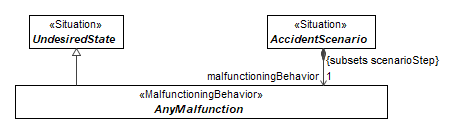 «Situation»
UndesiredState
«Situation»
AccidentScenario
{subsets scenarioStep}
malfunctioningBehavior
1
«MalfunctioningBehavior»
AnyMalfunction